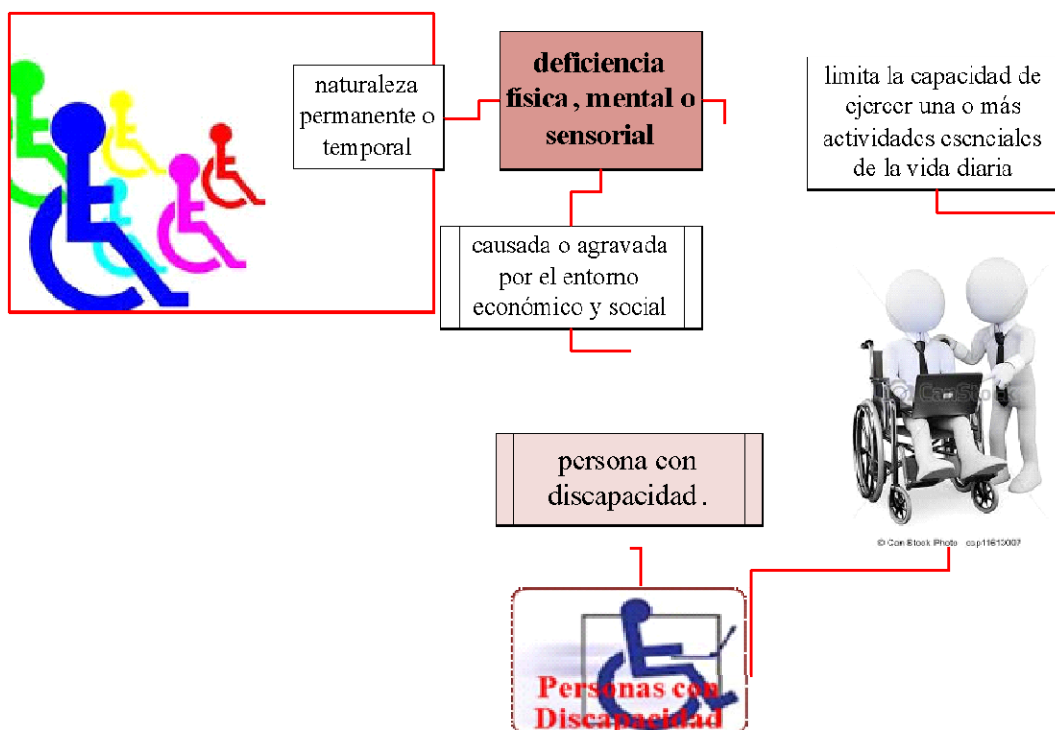 naturaleza
permanente o
temporal
deficiencia
física , mental o
sensorial
limita la capacidad de
ejercer una o más
actividades esenciales
de la vida diaria
causada o agravada
por el entorno
económico y social
CanStock
persona con
discapacidad .
© Can Stock Photo
Personas con
Discapacidad